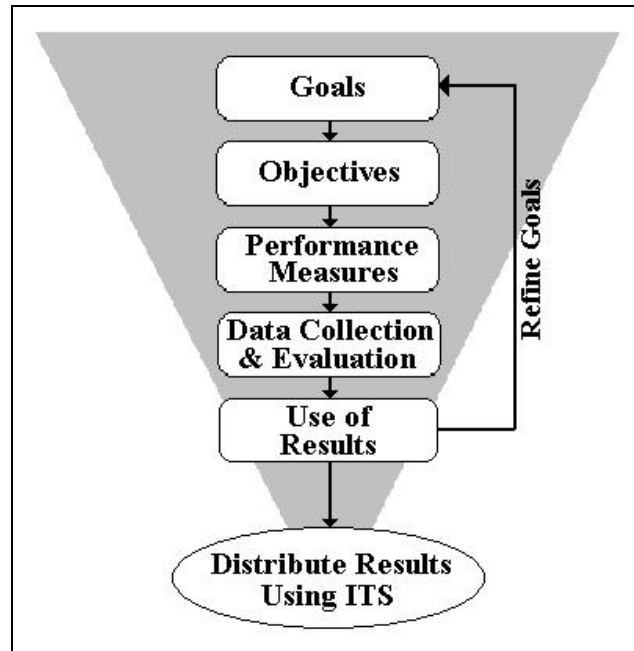 Goals
Objectives
Performance
Measures
Data Collection
& Evaluation
Use of
Results
Refine Goals
Distribute Results
Using ITS